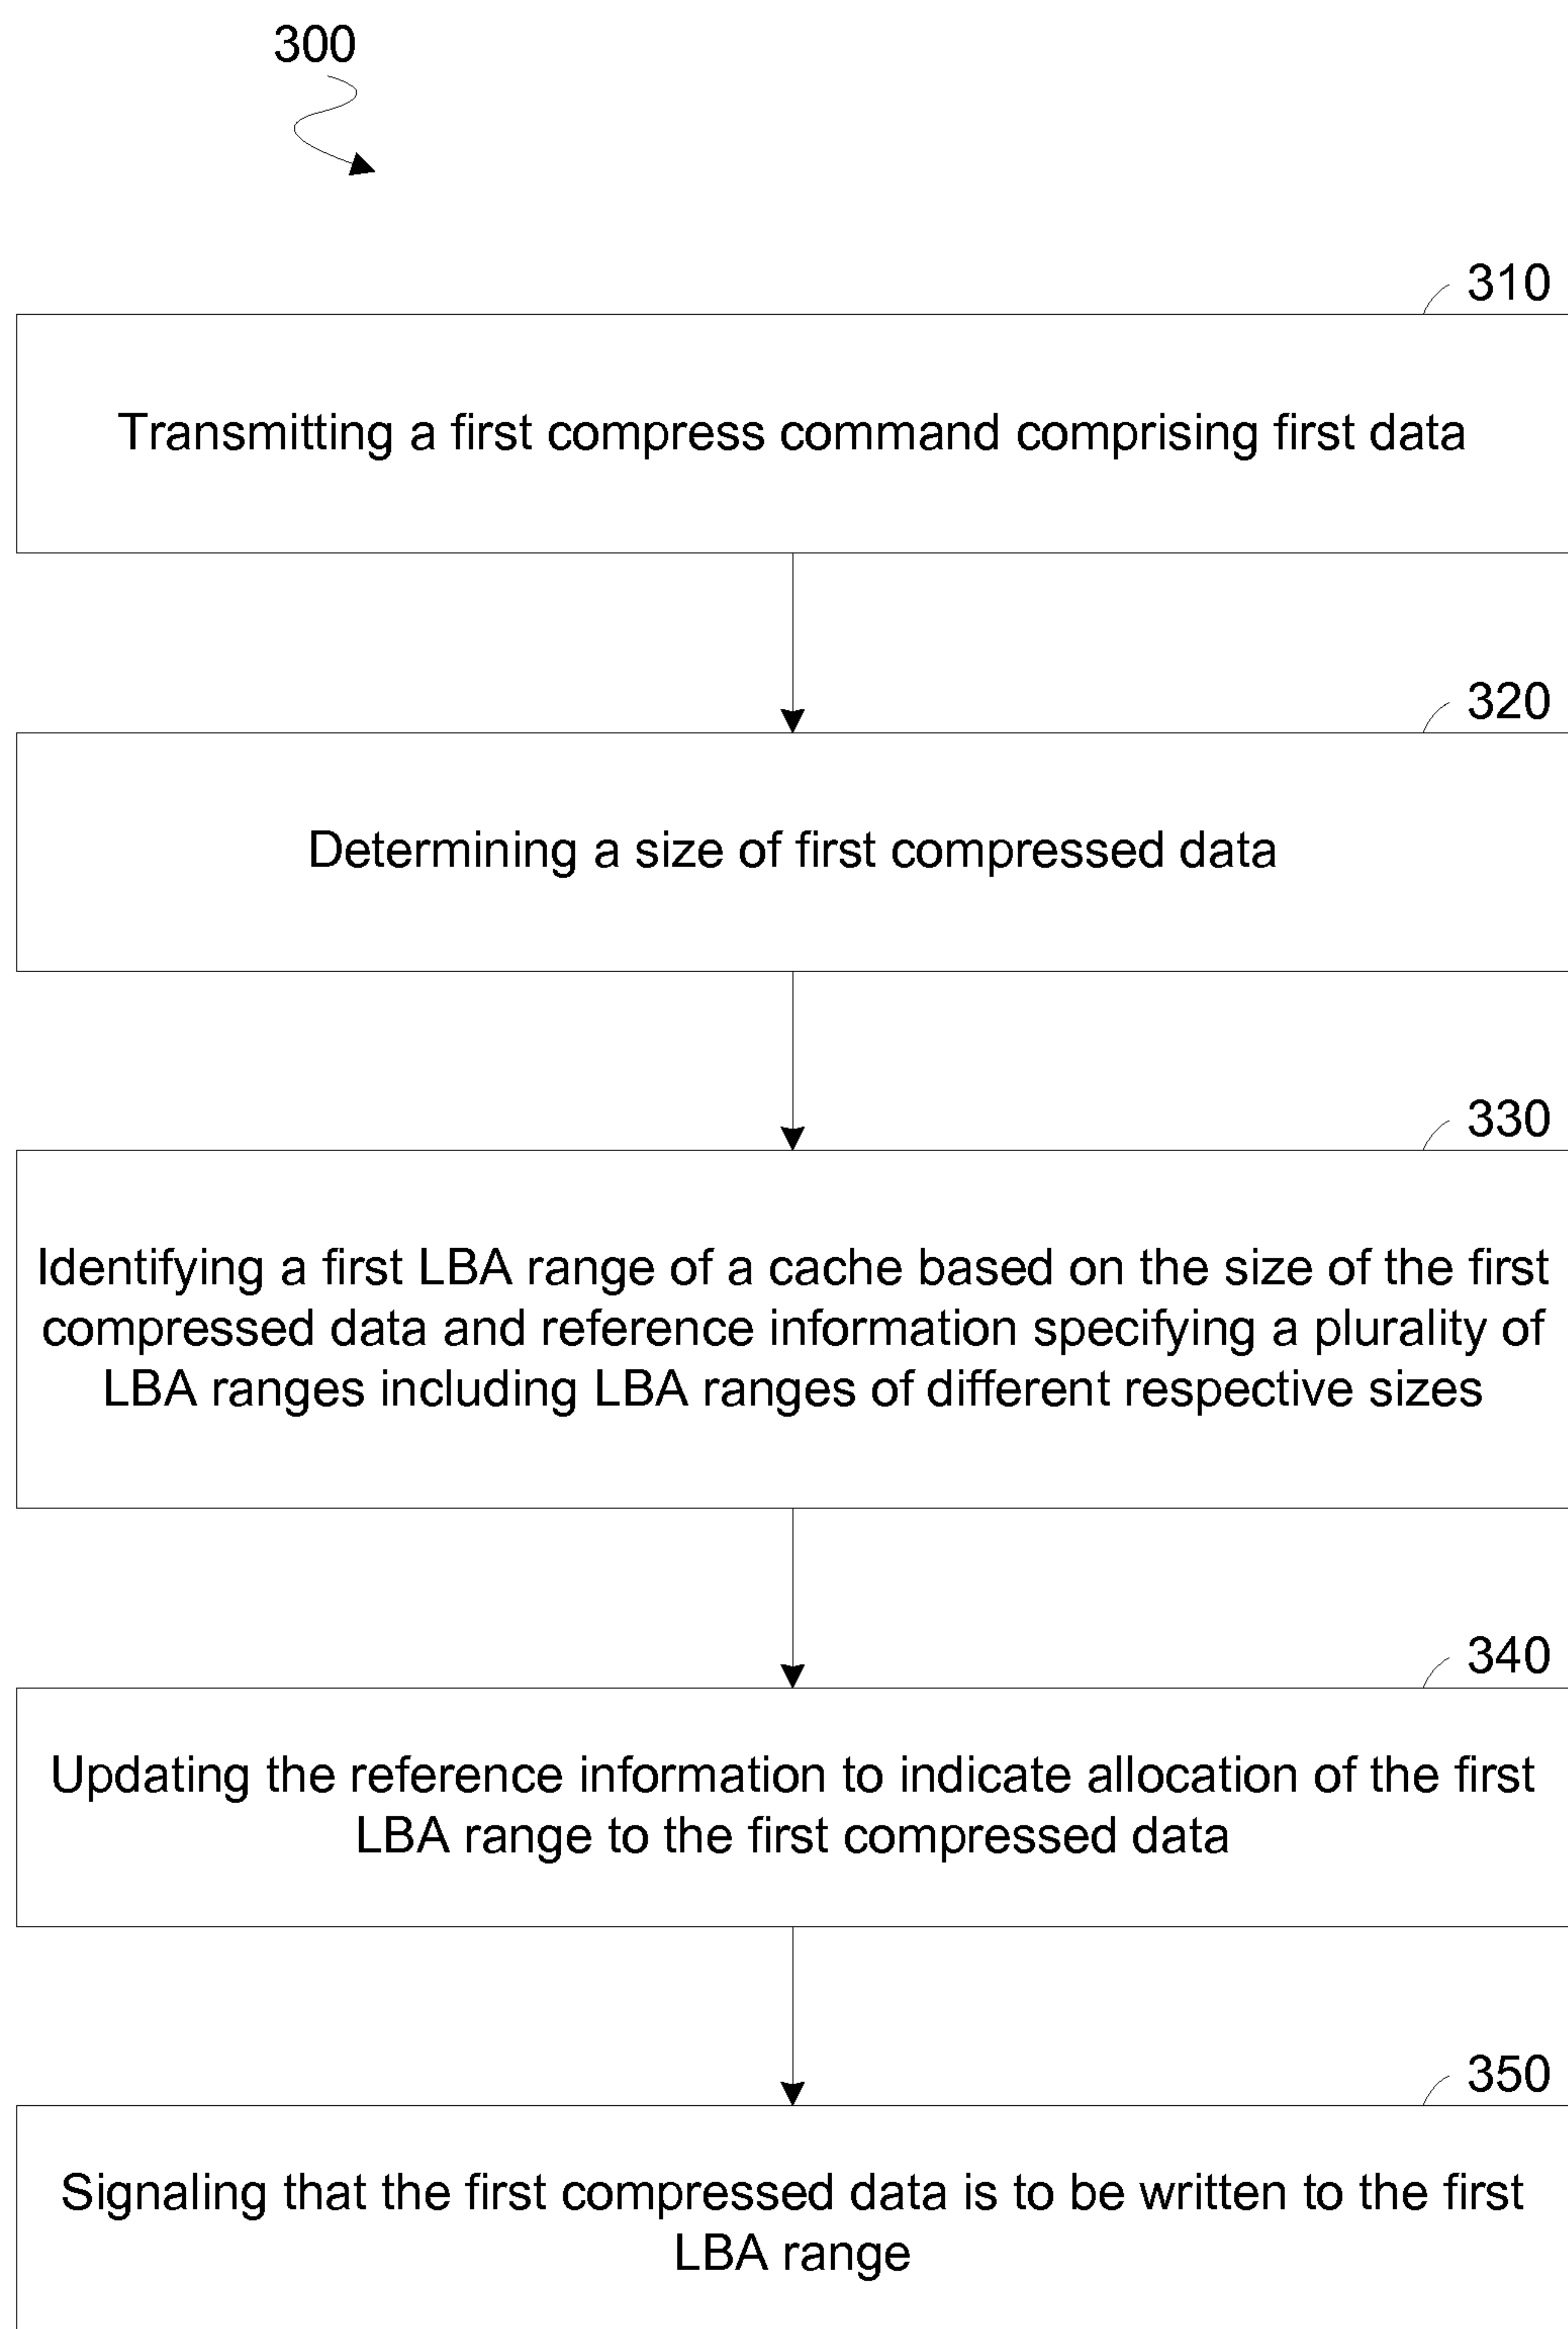 300
310
Transmitting a first compress command comprising first data
320
Determining a size of first compressed data
330
Identifying a first LBA range of a cache based on the size of the first
compressed data and reference information specifying a plurality of
LBA ranges including LBA ranges of different respective sizes
340
Updating the reference information to indicate allocation of the first
LBA range to the first compressed data
350
Signaling that the first compressed data is to be written to the first
LBA range